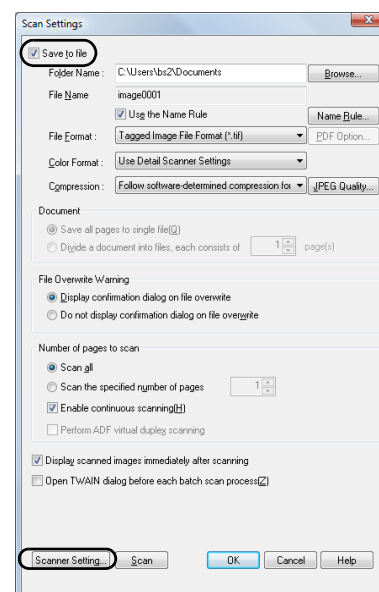 Scan Settings
Save to file
Folder Name : C:\Users\bs2\Documents Browse...
File Name image0001
Use the Name Rule Name Rule...
File Format : Tagged Image File Format (*.tif) PDF Option...
Color Format : Use Detail Scanner Settings
Compression : Follow software-determined compression for JPEG Quality...
Document
Save all pages to single file(Q)
Divide a document into files, each consists of 1 page(s)
File Overwrite Warning
Display confirmation dialog on file overwrite
Do not display confirmation dialog on file overwrite
Number of pages to scan
Scan all
Scan the specified number of pages 1
Enable continuous scanning(H)
Perform ADF virtual duplex scanning
Display scanned images immediately after scanning
Open TWAIN dialog before each batch scan process(Z)
Scanner Setting... Scan OK Cancel Help